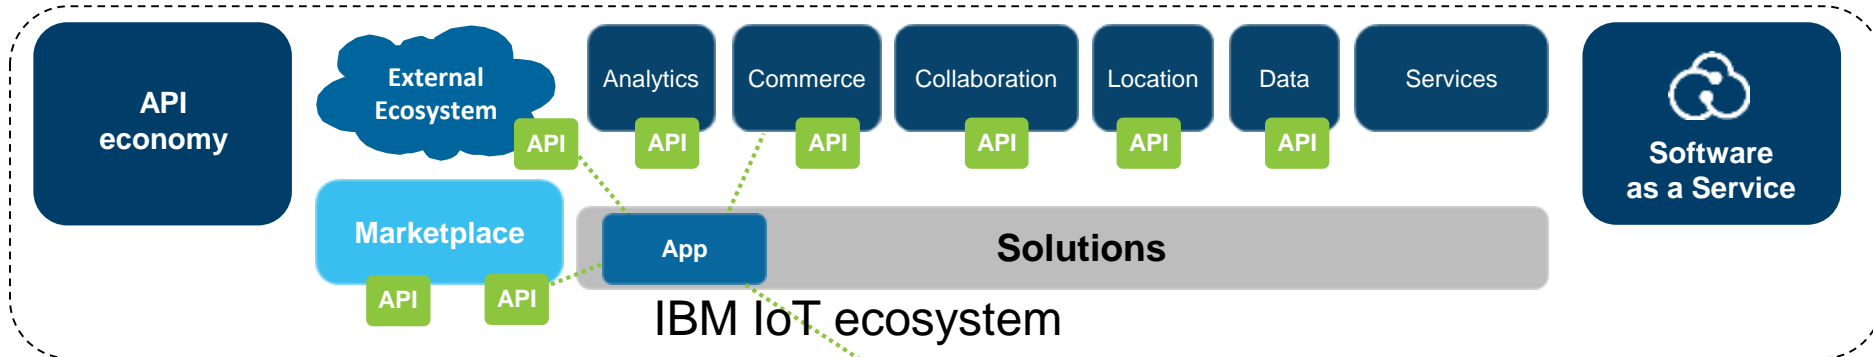 API
economy
External
Ecosystem
API
Analytics
API
Commerce
API
Collaboration
API
Location
API
Data
API
Services
Software
as a Service
Marketplace
API
API
App
Solutions
IBM IoT ecosystem